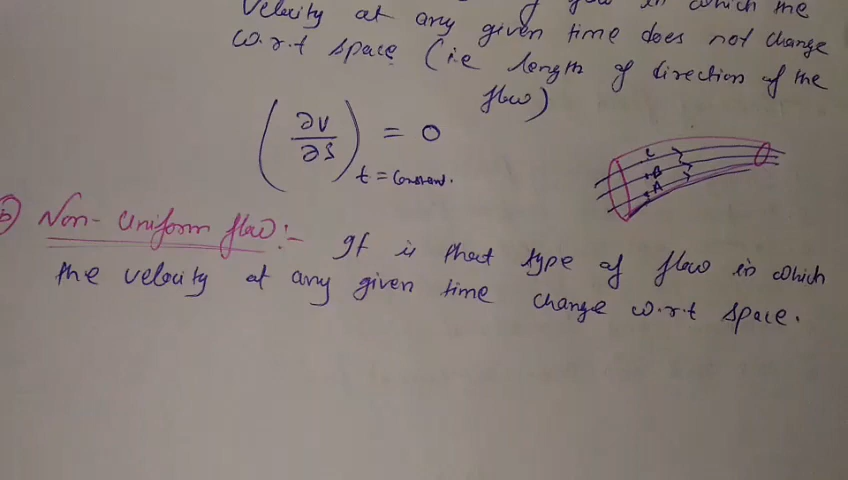 Velocity at any given time does not change
w.r.t space (i.e length of direction of the
flow)
(∂V/∂S) t = constant. = 0
C
B
A
b) Non-Uniform flow:- It is that type of flow in which
the velocity at any given time change w.r.t space.